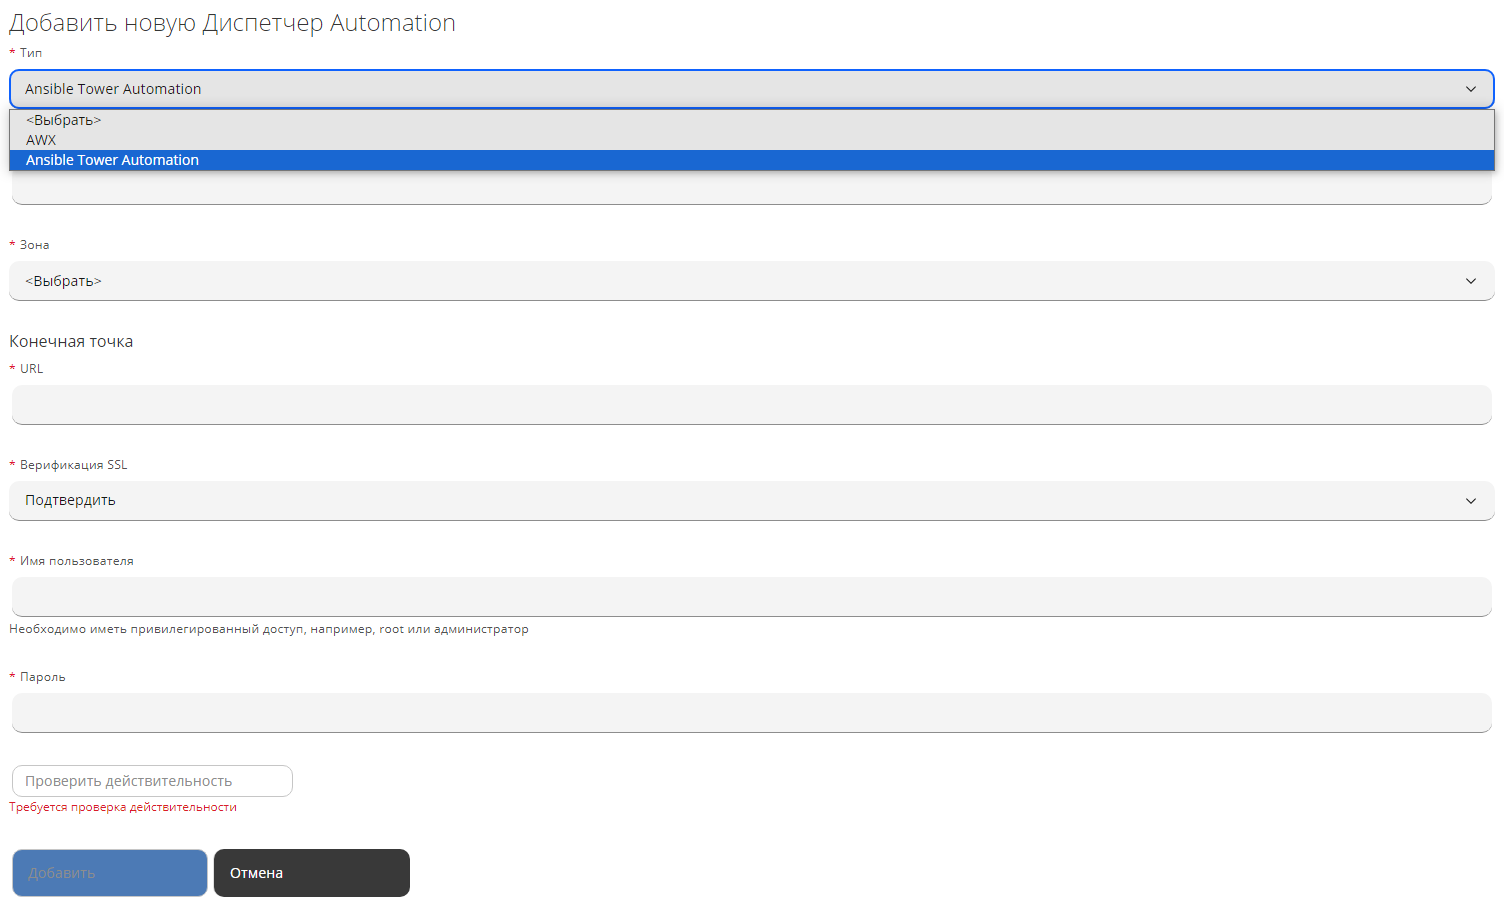 Добавить новую Диспетчер Automation
* Тип
Ansible Tower Automation
<Выбрать>
AWX
Ansible Tower Automation
* Зона
<Выбрать>
Конечная точка
* URL
* Верификация SSL
Подтвердить
* Имя пользователя
Необходимо иметь привилегированный доступ, например, root или администратор
* Пароль
Проверить действительность
Требуется проверка действительности
Добавить
Отмена